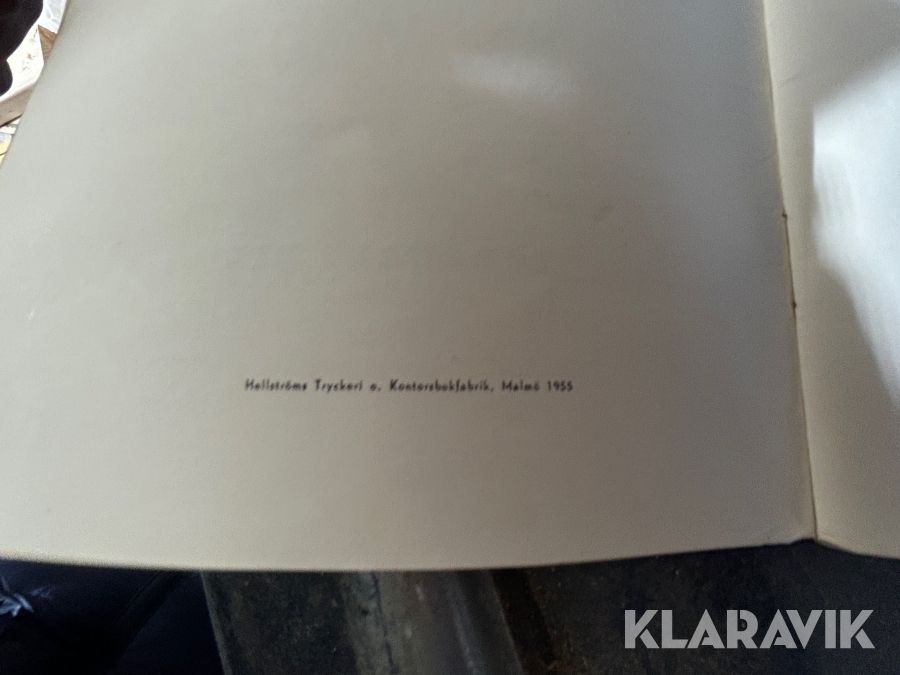 Hellströms Tryckeri o. Kontorsbokfabrik, Malmö 1955
KLARAVIK